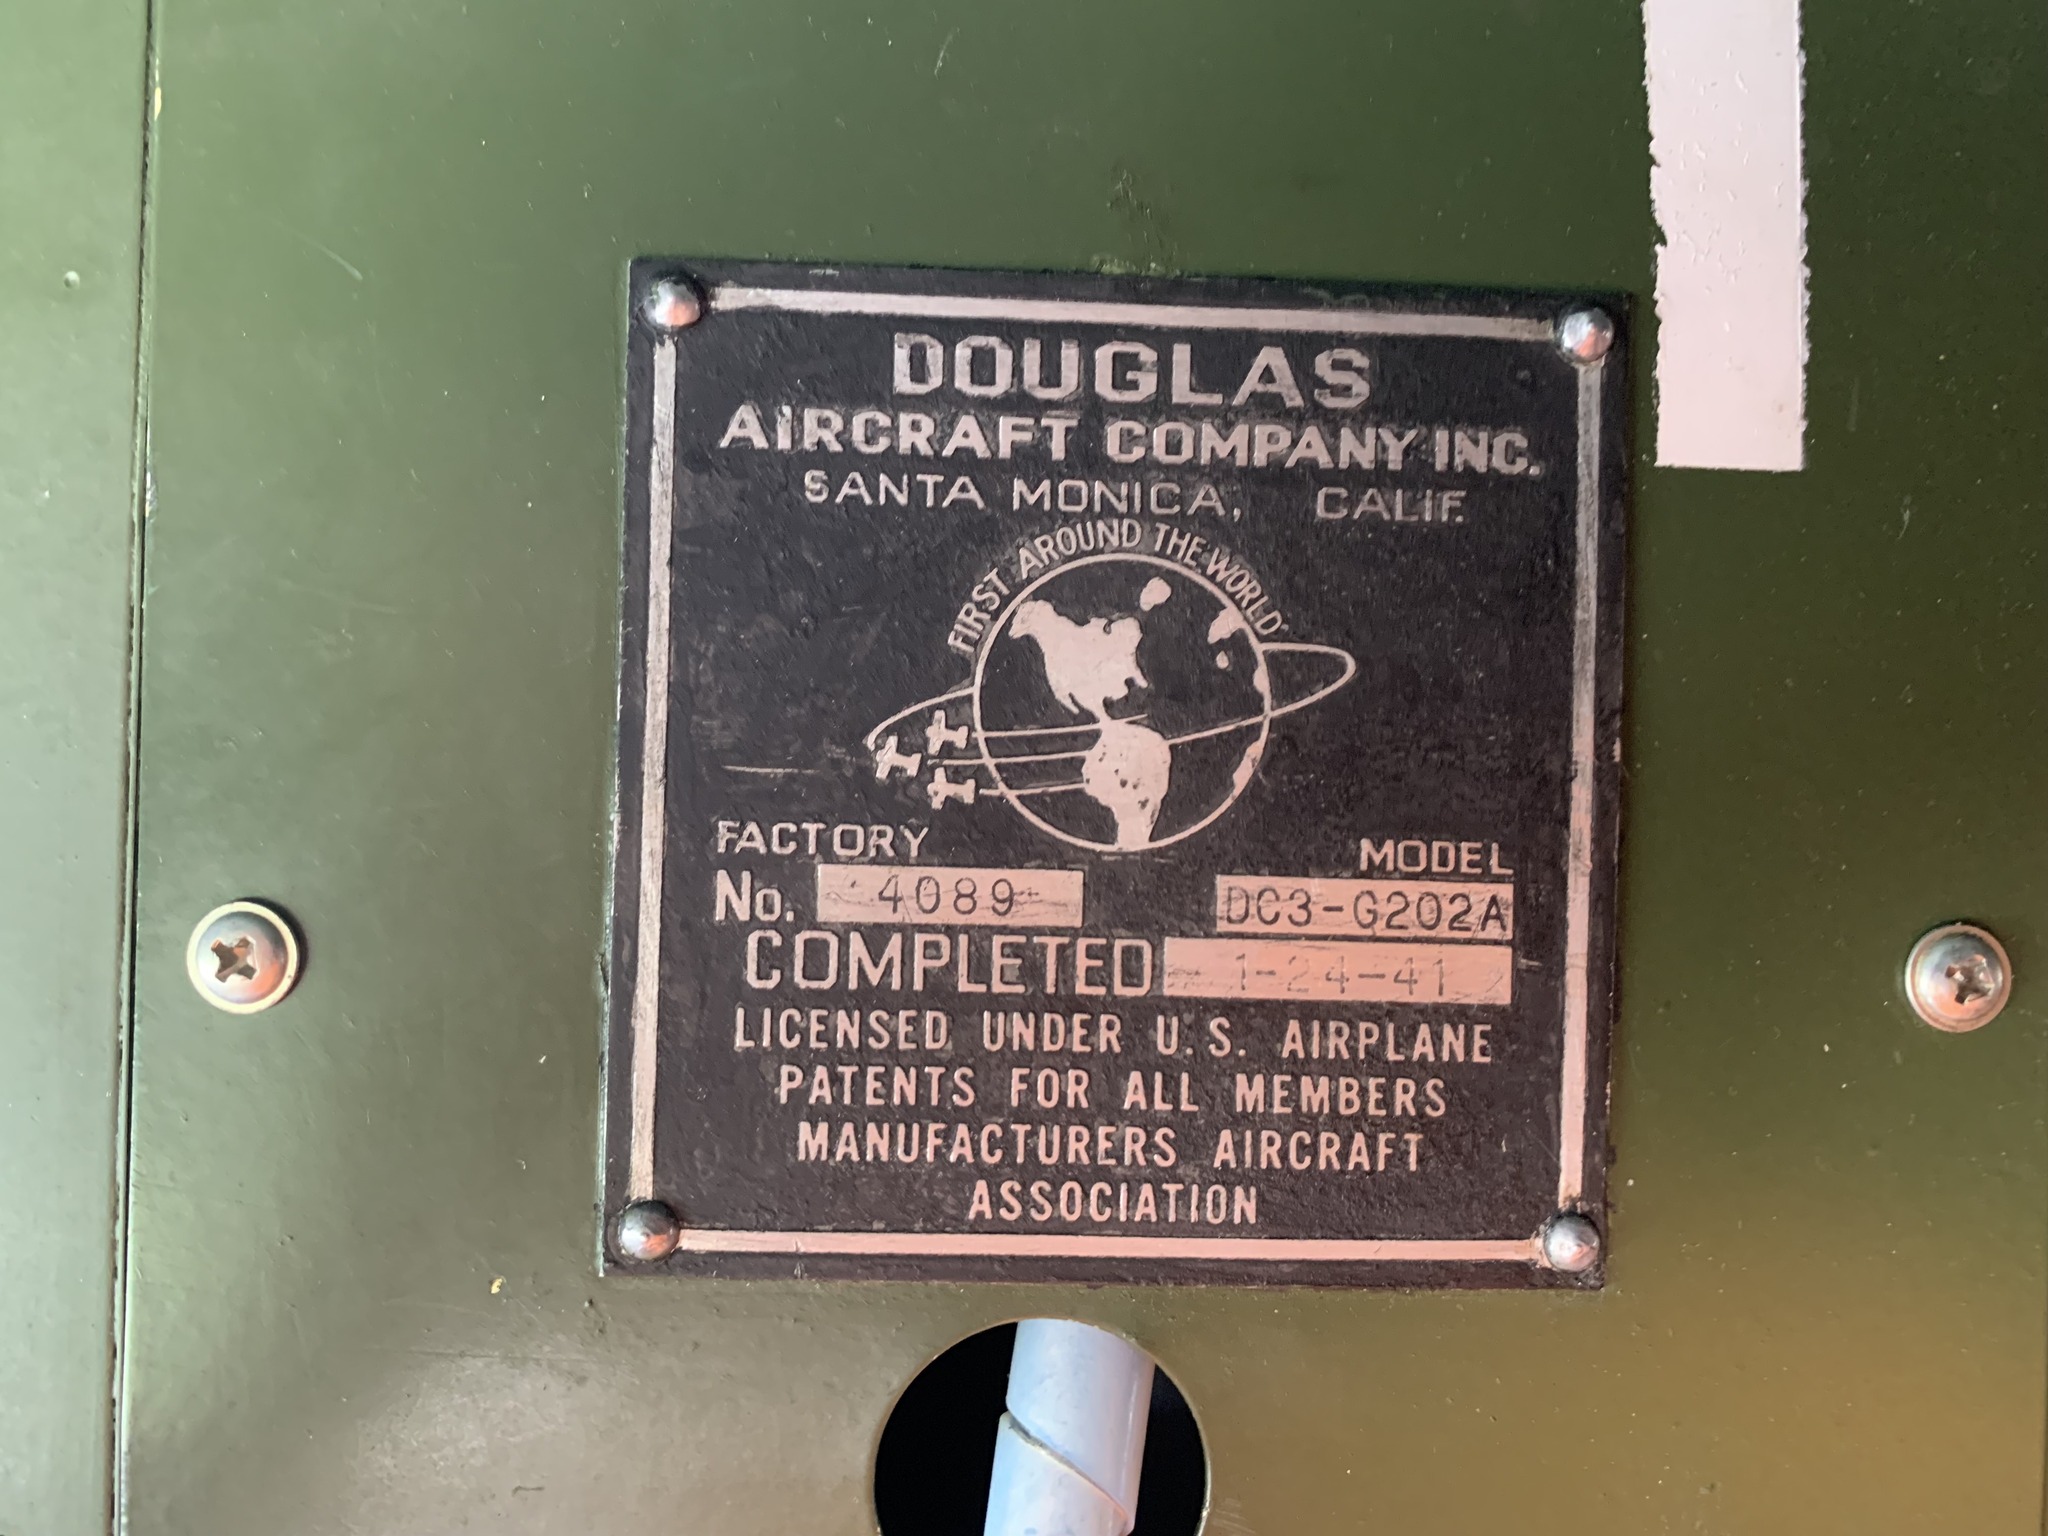 DOUGLAS
AIRCRAFT COMPANY INC.
SANTA MONICA, CALIF.
FIRST AROUND THE WORLD
FACTORY
No. 4089
MODEL
DC3-G202A
COMPLETED 1-24-41
LICENSED UNDER U.S. AIRPLANE
PATENTS FOR ALL MEMBERS
MANUFACTURERS AIRCRAFT
ASSOCIATION